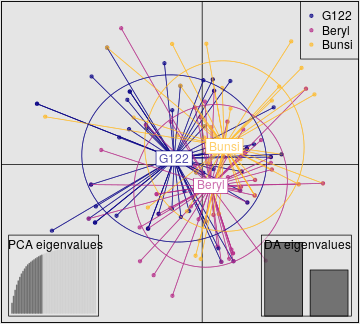 G122
Beryl
Bunsi
Bunsi
G122
Beryl
PCA eigenvalues
DA eigenvalues